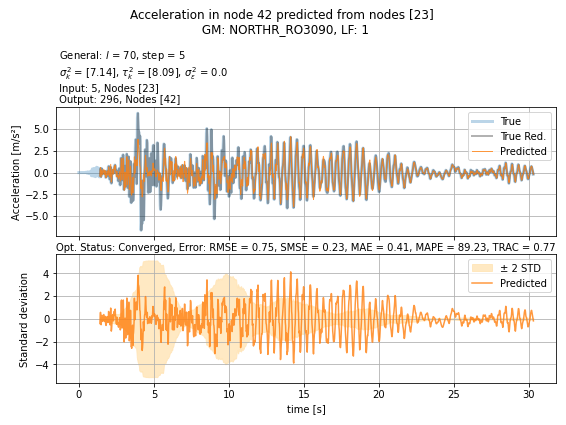 Acceleration in node 42 predicted from nodes [23]
GM: NORTHR_RO3090, LF: 1
General: l = 70, step = 5
σ_k² = [7.14], τ_k² = [8.09], σ_ε² = 0.0
Input: 5, Nodes [23]
Output: 296, Nodes [42]
Acceleration [m/s²]
5.0
2.5
0.0
−2.5
−5.0
True
True Red.
Predicted
Opt. Status: Converged, Error: RMSE = 0.75, SMSE = 0.23, MAE = 0.41, MAPE = 89.23, TRAC = 0.77
Standard deviation
4
2
0
−2
−4
± 2 STD
Predicted
0 5 10 15 20 25 30
time [s]